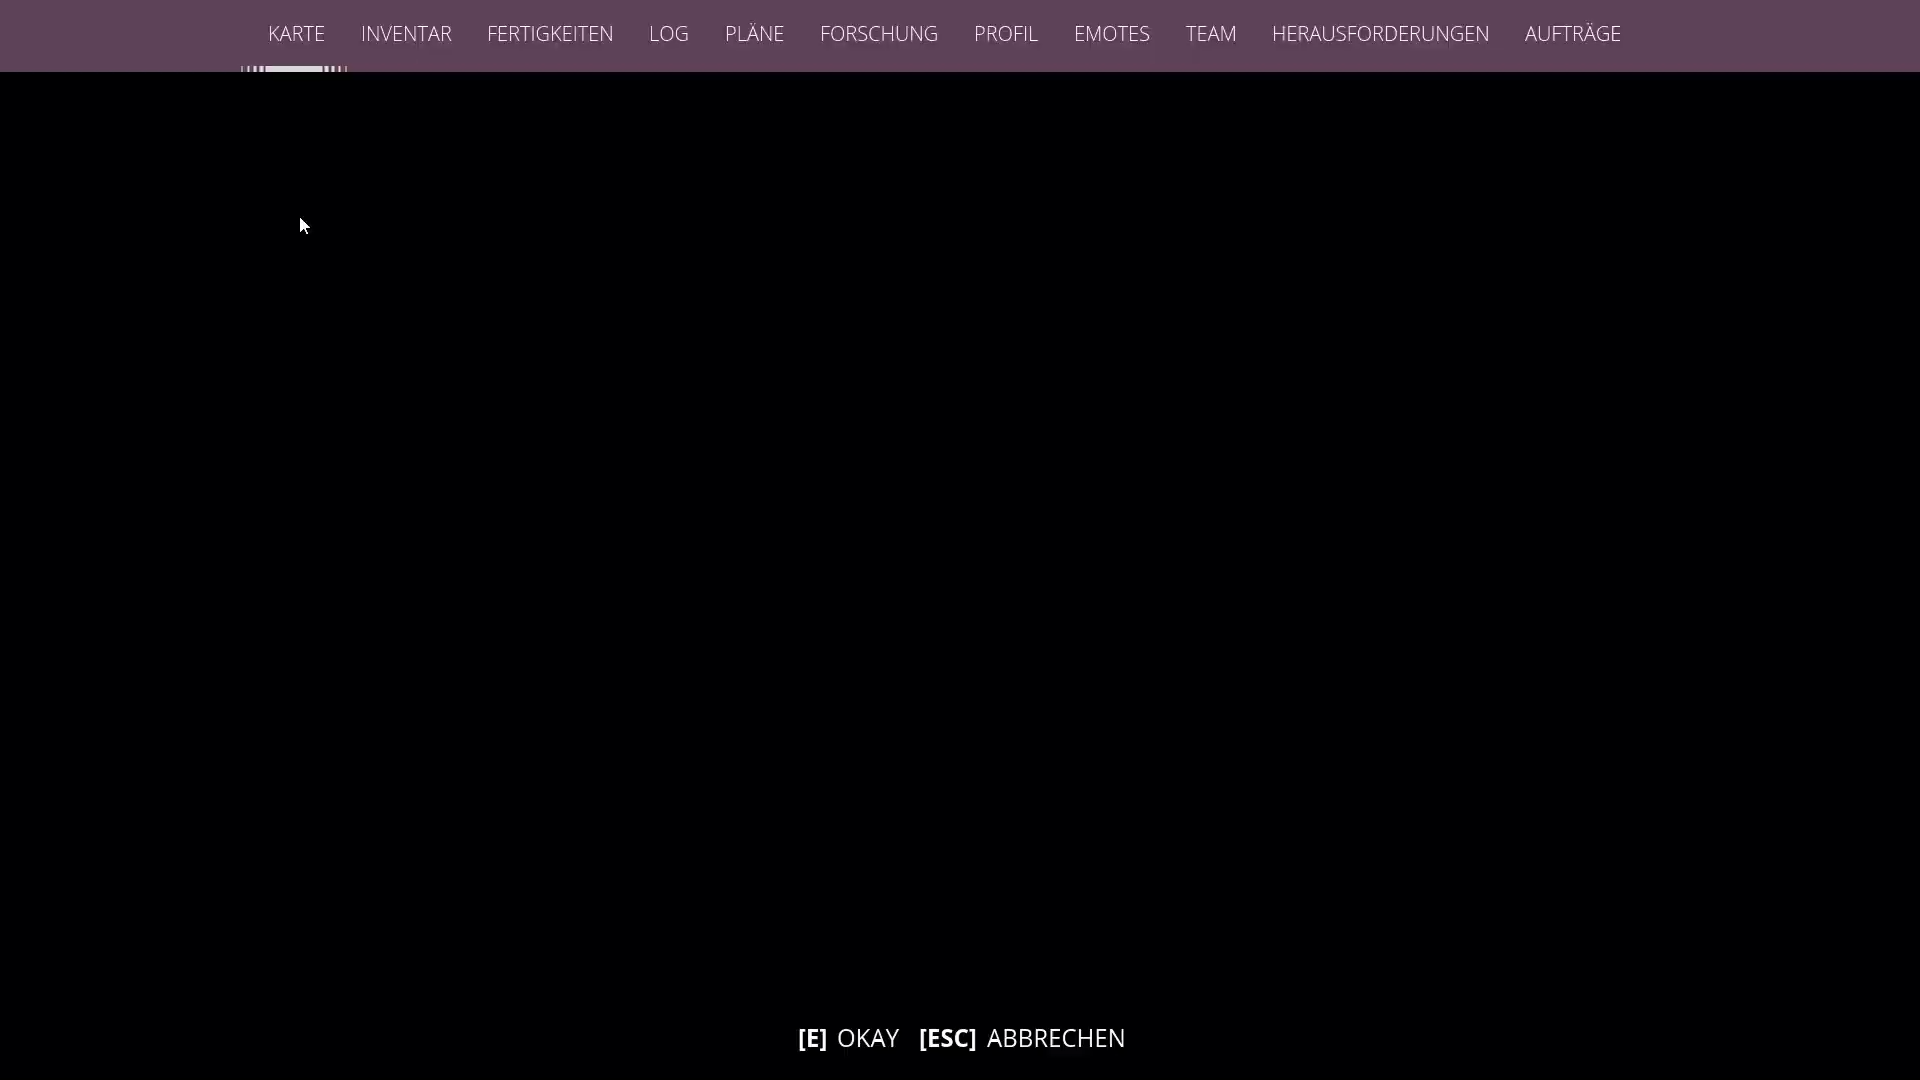 KARTE INVENTAR FERTIGKEITEN LOG PLÄNE FORSCHUNG PROFIL EMOTES TEAM HERAUSFORDERUNGEN AUFTRÄGE
[E] OKAY [ESC] ABBRECHEN